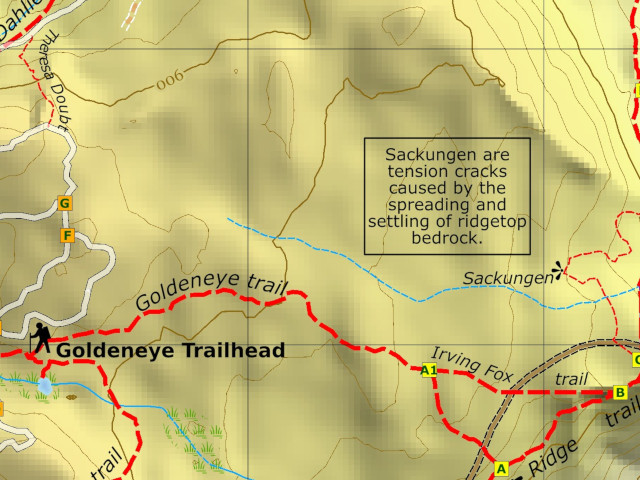 Dahlie
Theresa Doubt
900
Sackungen are
tension cracks
caused by the
spreading and
settling of ridgetop
bedrock.
G
F
Sackungen
Goldeneye trail
Goldeneye Trailhead
Irving Fox
trail
A1
B
A
Ridge
trail
trail